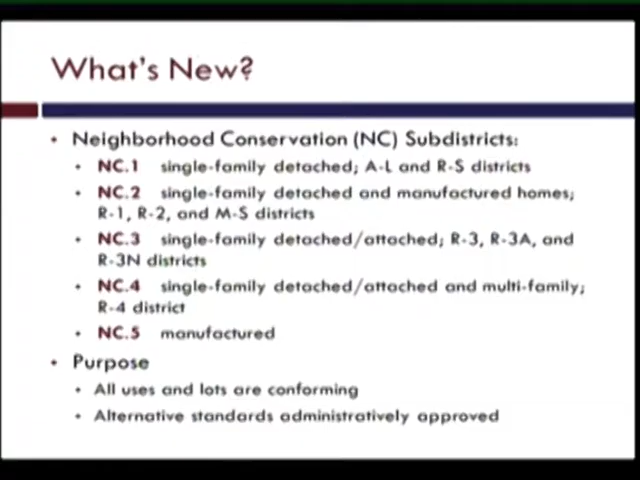 What's New?
• Neighborhood Conservation (NC) Subdistricts:
• NC.1 single-family detached; A-L and R-S districts
• NC.2 single-family detached and manufactured homes;
R-1, R-2, and M-S districts
• NC.3 single-family detached/attached; R-3, R-3A, and
R-3N districts
• NC.4 single-family detached/attached and multi-family;
R-4 district
• NC.5 manufactured
• Purpose
• All uses and lots are conforming
• Alternative standards administratively approved